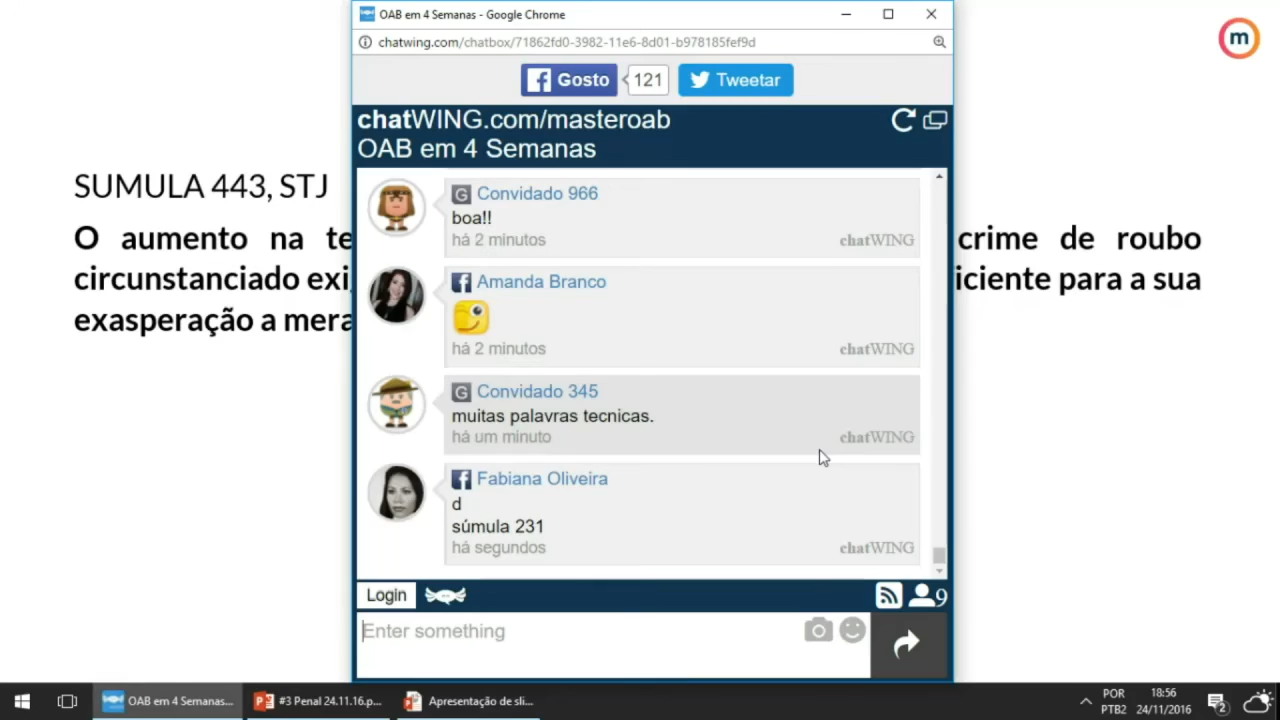 OAB em 4 Semanas - Google Chrome
chatwing.com/chatbox/71862fd0-3982-11e6-8d01-b978185fef9d
m
Gosto 121 Tweetar
chatWING.com/masteroab
OAB em 4 Semanas
SUMULA 443, STJ
O aumento na te crime de roubo
circunstanciado exi iciente para a sua
exasperação a mera
G Convidado 966
boa!!
há 2 minutos chatWING
Amanda Branco
há 2 minutos chatWING
G Convidado 345
muitas palavras tecnicas.
há um minuto chatWING
Fabiana Oliveira
d
súmula 231
há segundos chatWING
Login 9
Enter something
OAB em 4 Semanas... #3 Penal 24.11.16.p... Apresentação de sli... POR 18:56
PTB2 24/11/2016 2